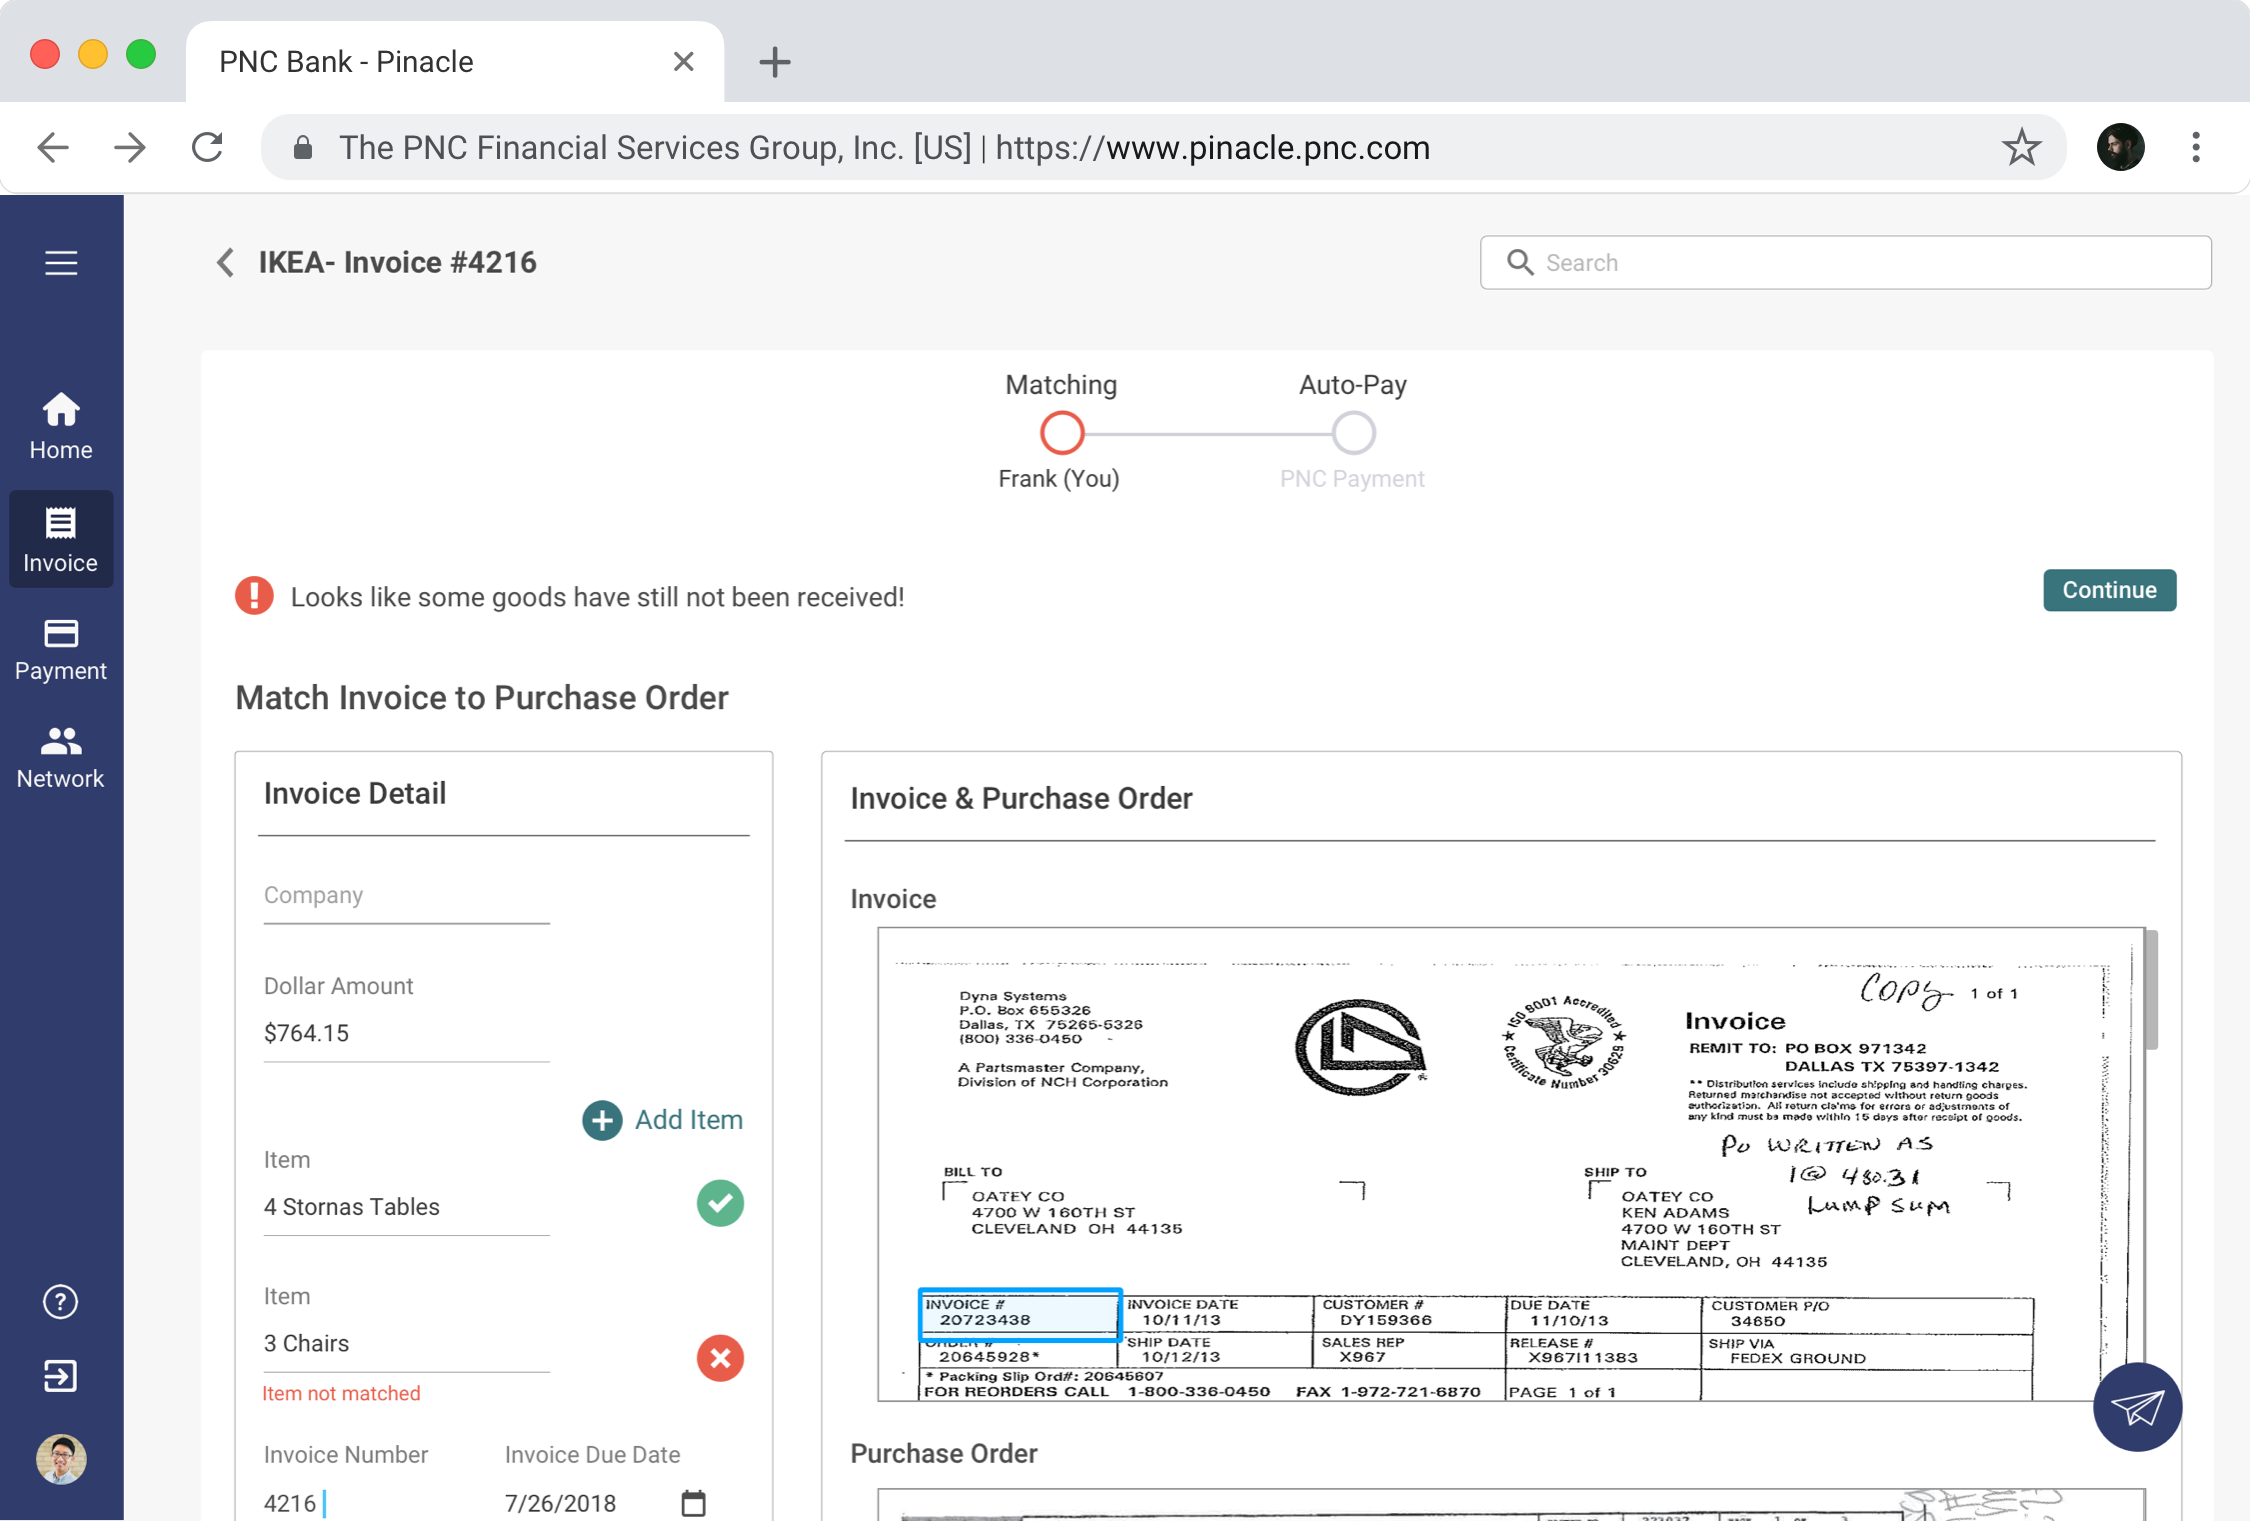 PNC Bank - Pinacle
The PNC Financial Services Group, Inc. [US] | https://www.pinacle.pnc.com
IKEA- Invoice #4216
Search
Home
Invoice
Payment
Network
Matching
Auto-Pay
Frank (You)
PNC Payment
Looks like some goods have still not been received!
Continue
Match Invoice to Purchase Order
Invoice Detail
Company
Dollar Amount
$764.15
Add Item
Item
4 Stornas Tables
Item
3 Chairs
Item not matched
Invoice Number
Invoice Due Date
4216
7/26/2018
Invoice & Purchase Order
Invoice
Dyna Systems
P.O. Box 655326
Dallas, TX 75265-5326
(800) 336-0450
A Partsmaster Company,
Division of NCH Corporation
★ ISO 9001 Accredited ★
Certificate Number 30629
Copy 1 of 1
Invoice
REMIT TO: PO BOX 971342
DALLAS TX 75397-1342
** Distribution services include shipping and handling charges.
Returned merchandise not accepted without return goods
authorization. All return claims for errors or adjustments of
any kind must be made within 15 days after receipt of goods.
PO WRITTEN AS
1@ 480.31
LUMP SUM
BILL TO
OATEY CO
4700 W 160TH ST
CLEVELAND OH 44135
SHIP TO
OATEY CO
KEN ADAMS
4700 W 160TH ST
MAINT DEPT
CLEVELAND, OH 44135
INVOICE # INVOICE DATE CUSTOMER # DUE DATE CUSTOMER P/O
20723438 10/11/13 DY159366 11/10/13 34650
ORDER # SHIP DATE SALES REP RELEASE # SHIP VIA
20645928* 10/12/13 X967 X967I11383 FEDEX GROUND
* Packing Slip Ord#: 20645607
FOR REORDERS CALL 1-800-336-0450 FAX 1-972-721-6870 PAGE 1 of 1
Purchase Order